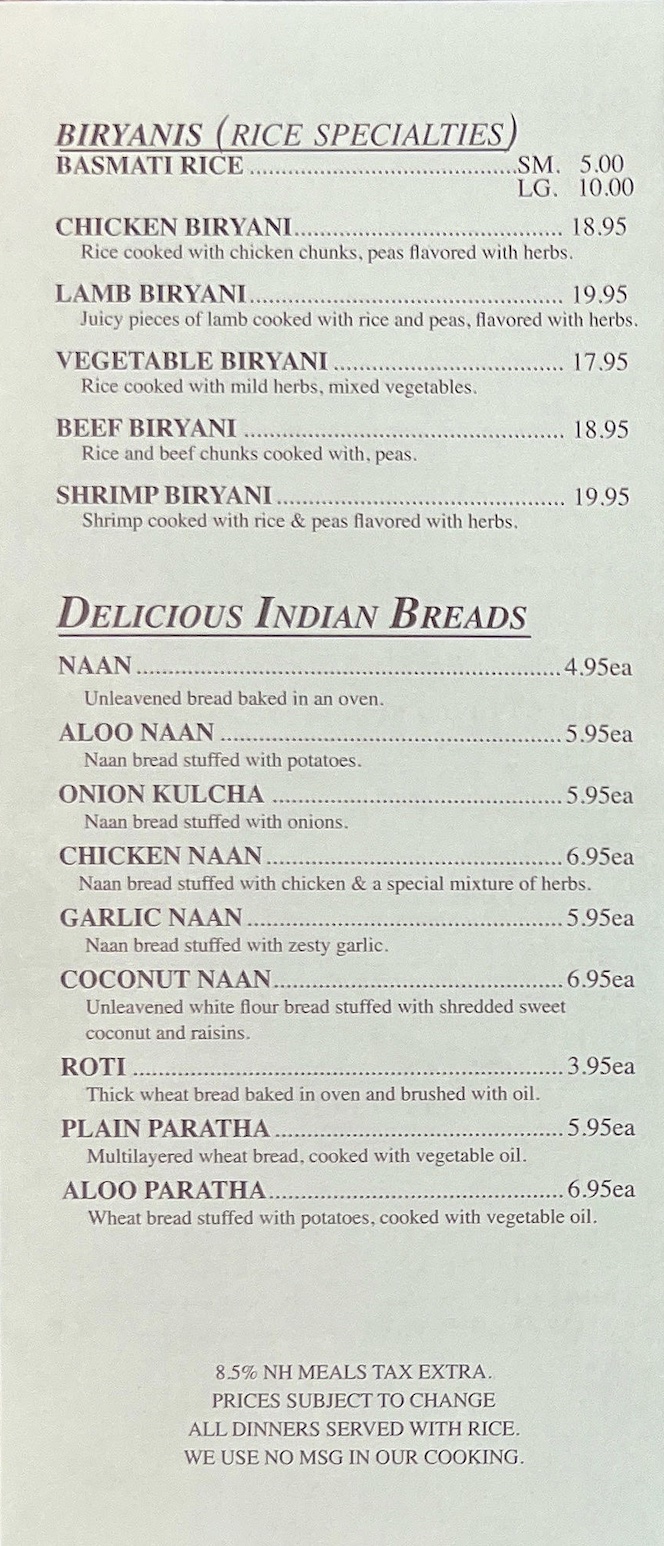 BIRYANIS (RICE SPECIALTIES)
BASMATI RICE ........................................SM. 5.00
LG. 10.00
CHICKEN BIRYANI........................................ 18.95
Rice cooked with chicken chunks, peas flavored with herbs.
LAMB BIRYANI............................................... 19.95
Juicy pieces of lamb cooked with rice and peas, flavored with herbs.
VEGETABLE BIRYANI .................................. 17.95
Rice cooked with mild herbs, mixed vegetables.
BEEF BIRYANI ................................................ 18.95
Rice and beef chunks cooked with, peas.
SHRIMP BIRYANI........................................... 19.95
Shrimp cooked with rice & peas flavored with herbs.
DELICIOUS INDIAN BREADS
NAAN................................................................4.95ea
Unleavened bread baked in an oven.
ALOO NAAN ...................................................5.95ea
Naan bread stuffed with potatoes.
ONION KULCHA ...........................................5.95ea
Naan bread stuffed with onions.
CHICKEN NAAN............................................6.95ea
Naan bread stuffed with chicken & a special mixture of herbs.
GARLIC NAAN...............................................5.95ea
Naan bread stuffed with zesty garlic.
COCONUT NAAN...........................................6.95ea
Unleavened white flour bread stuffed with shredded sweet
coconut and raisins.
ROTI ................................................................3.95ea
Thick wheat bread baked in oven and brushed with oil.
PLAIN PARATHA...........................................5.95ea
Multilayered wheat bread, cooked with vegetable oil.
ALOO PARATHA............................................6.95ea
Wheat bread stuffed with potatoes, cooked with vegetable oil.
8.5% NH MEALS TAX EXTRA.
PRICES SUBJECT TO CHANGE
ALL DINNERS SERVED WITH RICE.
WE USE NO MSG IN OUR COOKING.